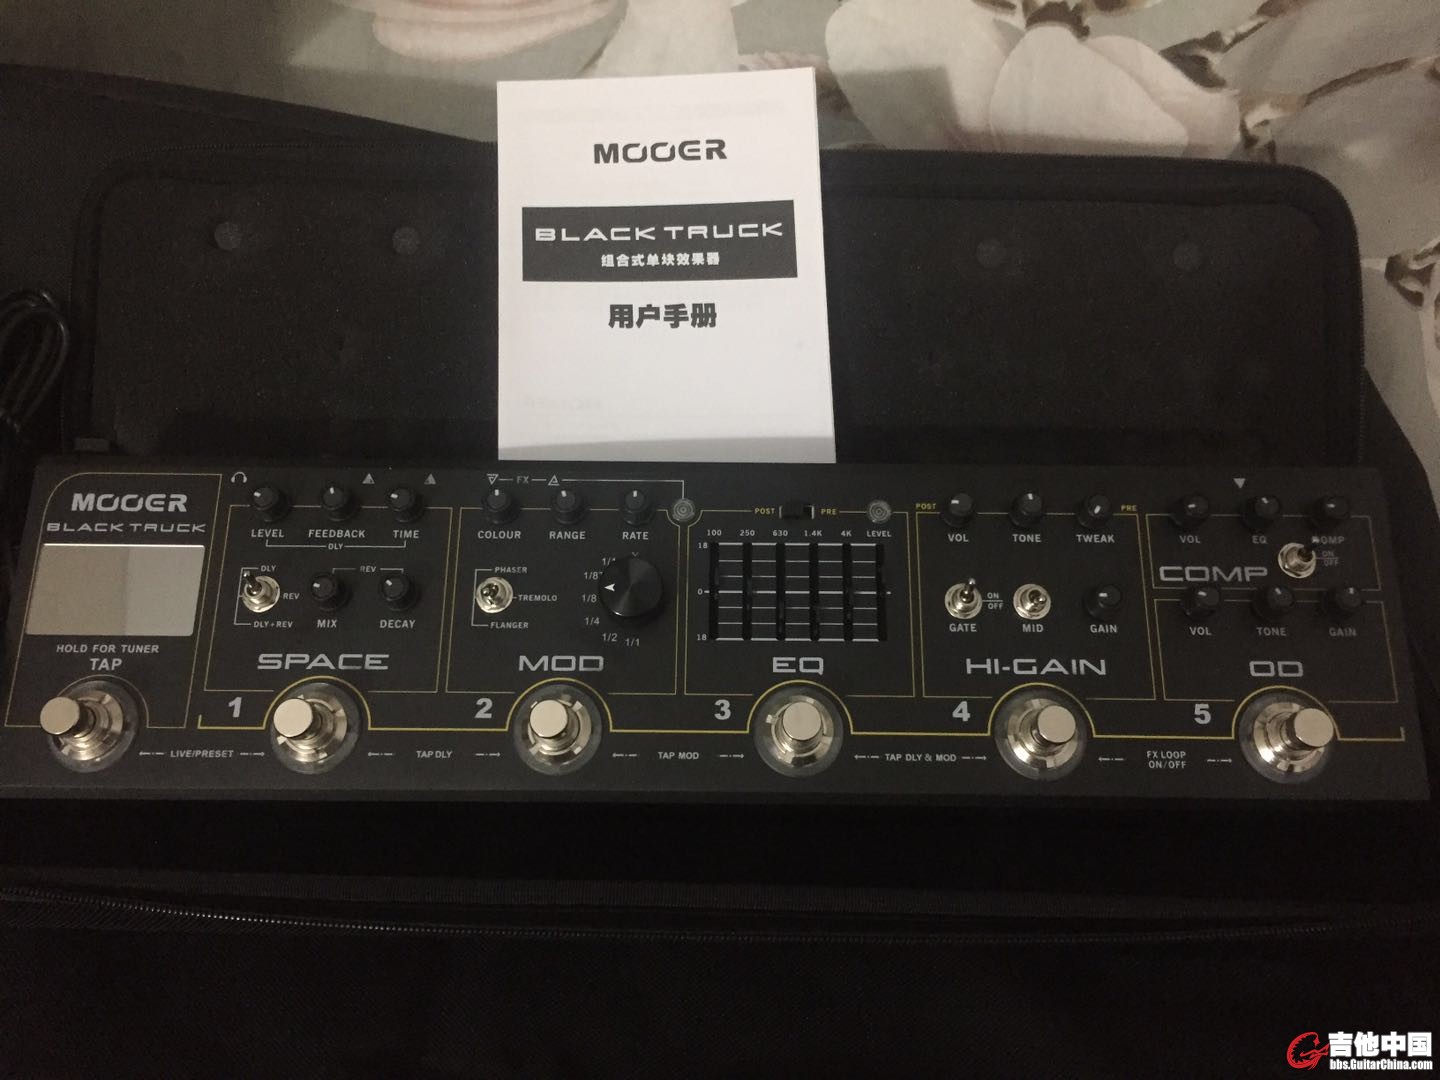 MOOER
BLACK TRUCK
组合式单块效果器
用户手册
MOOER
BLACK TRUCK
HOLD FOR TUNER
TAP
LEVEL FEEDBACK TIME
DLY
DLY
REV
DLY+REV
REV
MIX DECAY
SPACE
FX
COLOUR RANGE RATE
PHASER
TREMOLO
FLANGER
1/8
1/4
1/2
1/1
MOD
POST PRE
100 250 630 1.4K 4K LEVEL
18
0
18
EQ
POST PRE
VOL TONE TWEAK
ON
OFF
GATE MID GAIN
HI-GAIN
VOL EQ COMP
ON
OFF
COMP
VOL TONE GAIN
OD
1 2 3 4 5
LIVE/PRESET TAP DLY TAP MOD TAP DLY & MOD FX LOOP
ON/OFF
吉他中国
bbs.GuitarChina.com